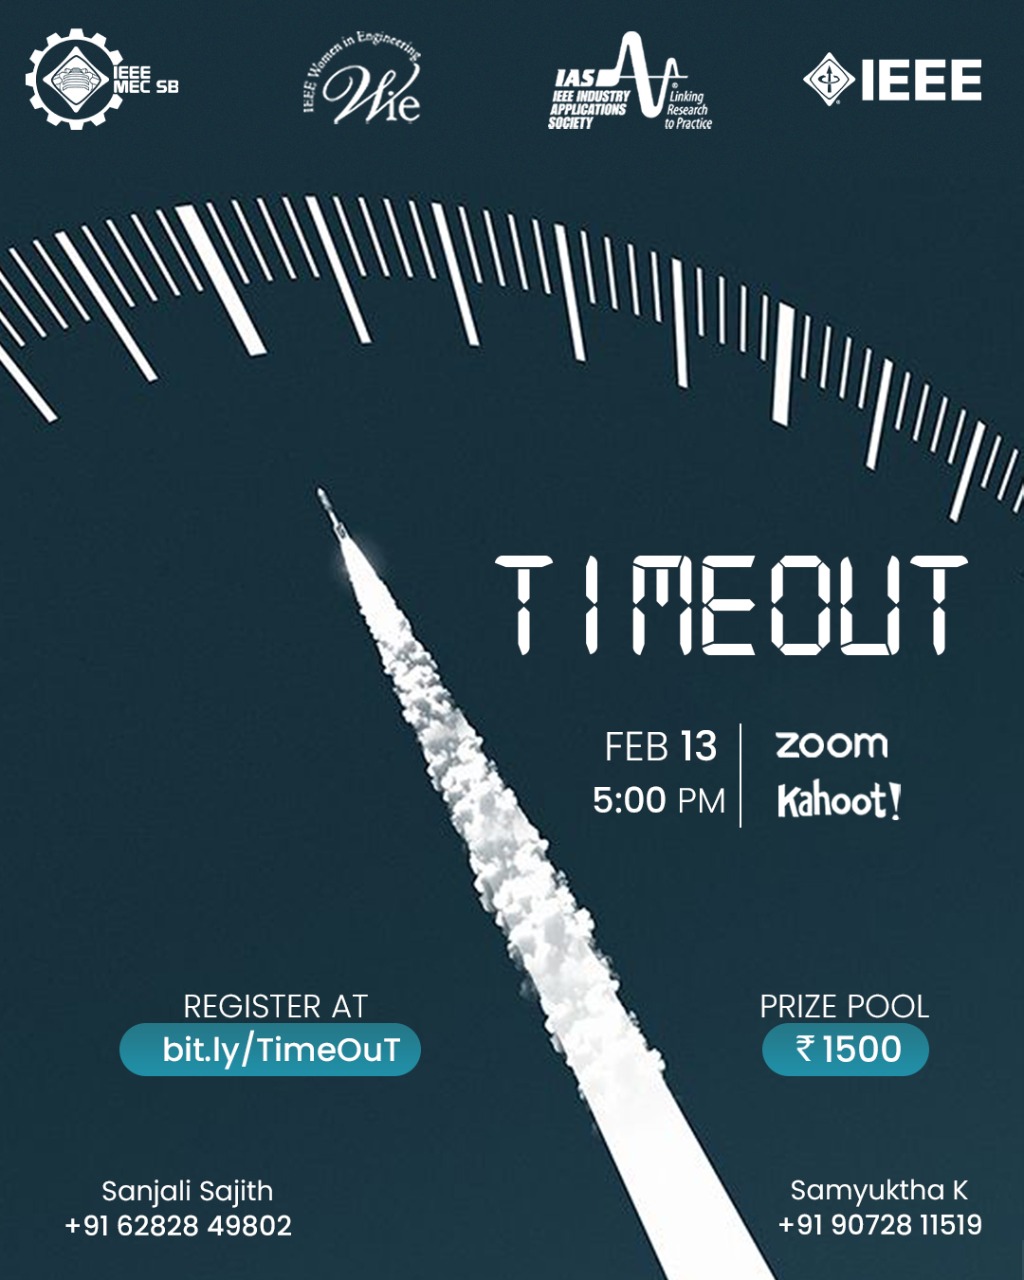 IEEE
MEC SB
IEEE Women in Engineering
Wie
IAS
IEEE INDUSTRY
APPLICATIONS
SOCIETY
®
Linking
Research
to Practice
IEEE
TIMEOUT
FEB 13
5:00 PM
zoom
Kahoot!
REGISTER AT
bit.ly/TimeOuT
PRIZE POOL
₹1500
Sanjali Sajith
+91 62828 49802
Samyuktha K
+91 90728 11519